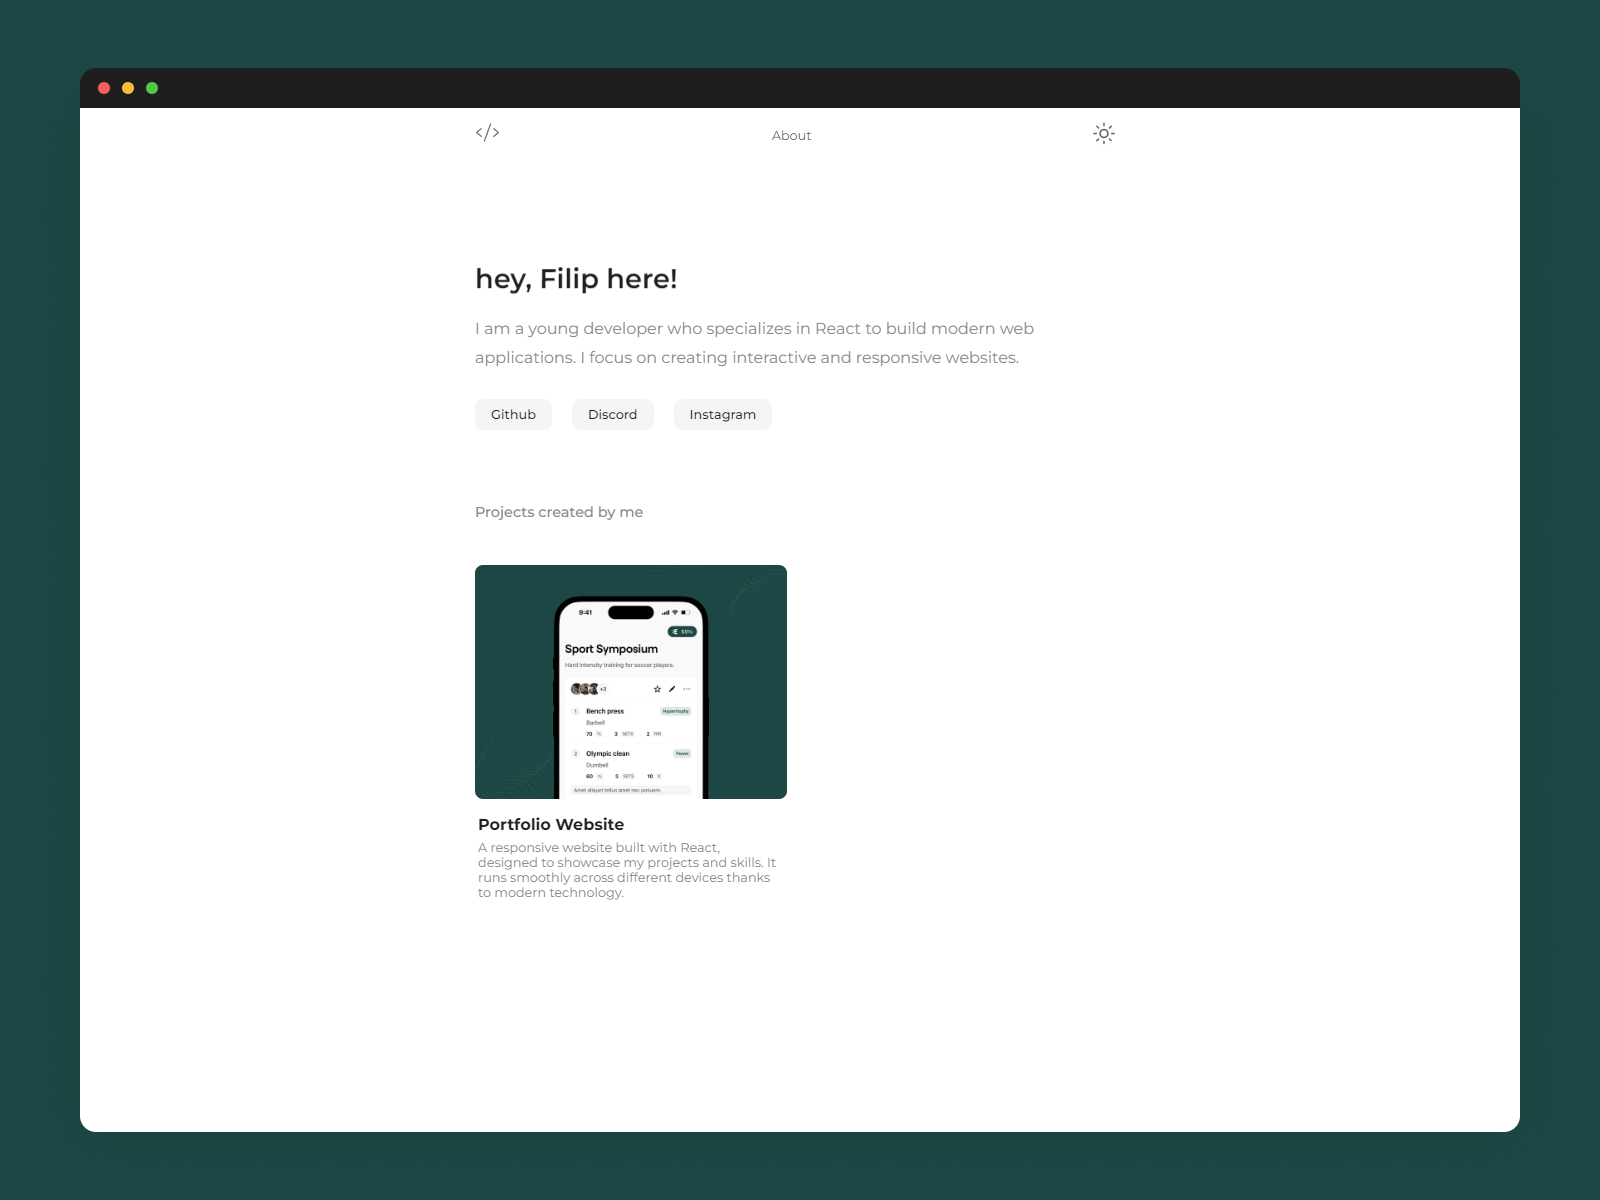 </>
About
hey, Filip here!
I am a young developer who specializes in React to build modern web
applications. I focus on creating interactive and responsive websites.
Github Discord Instagram
Projects created by me
9:41
55%
Sport Symposium
Hard intensity training for soccer players.
+3
1 Bench press Hypertrophy
Barbell
70 % 3 SETS 2 RIR
2 Olympic clean Power
Dumbell
60 % 3 SETS 10
Amet aliquet tellus amet nec posuere.
Portfolio Website
A responsive website built with React,
designed to showcase my projects and skills. It
runs smoothly across different devices thanks
to modern technology.